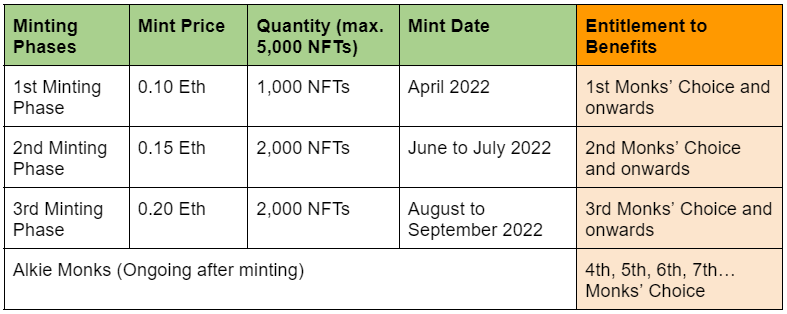 Minting Phases
Mint Price
Quantity (max. 5,000 NFTs)
Mint Date
Entitlement to Benefits
1st Minting Phase
0.10 Eth
1,000 NFTs
April 2022
1st Monks’ Choice and onwards
2nd Minting Phase
0.15 Eth
2,000 NFTs
June to July 2022
2nd Monks’ Choice and onwards
3rd Minting Phase
0.20 Eth
2,000 NFTs
August to September 2022
3rd Monks’ Choice and onwards
Alkie Monks (Ongoing after minting)
4th, 5th, 6th, 7th… Monks’ Choice